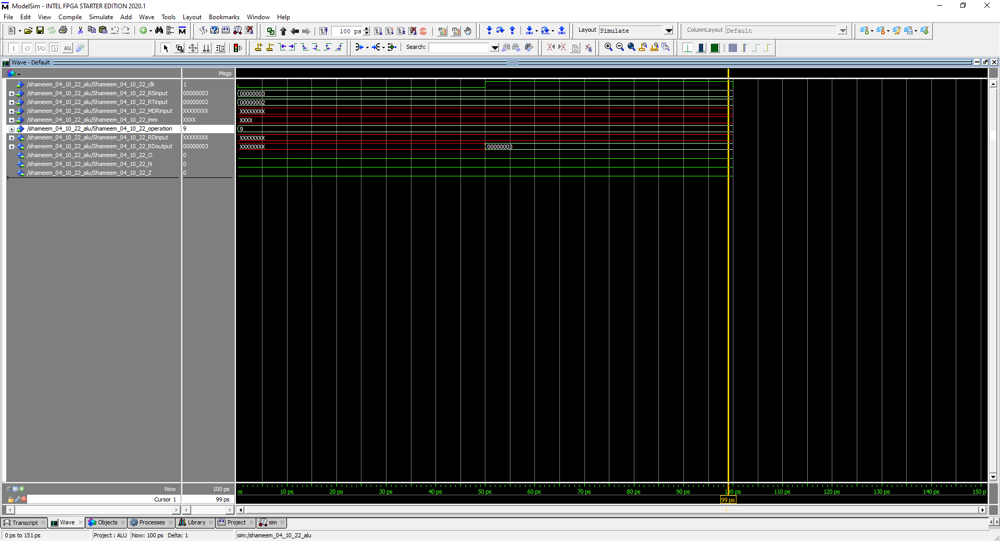 ModelSim - INTEL FPGA STARTER EDITION 2020.1
File Edit View Compile Simulate Add Wave Tools Layout Bookmarks Window Help
100 ps
Layout Simulate
ColumnLayout Default
ALL
Search:
Wave - Default
Msgs
/shameem_04_10_22_alu/Shameem_04_10_22_clk 1
/shameem_04_10_22_alu/Shameem_04_10_22_RSinput 00000003 00000003
/shameem_04_10_22_alu/Shameem_04_10_22_RTinput 00000002 00000002
/shameem_04_10_22_alu/Shameem_04_10_22_MDRinput XXXXXXXX XXXXXXXX
/shameem_04_10_22_alu/Shameem_04_10_22_imm XXXX XXXX
/shameem_04_10_22_alu/Shameem_04_10_22_operation 9 9
/shameem_04_10_22_alu/Shameem_04_10_22_RDinput XXXXXXXX XXXXXXXX
/shameem_04_10_22_alu/Shameem_04_10_22_RDoutput 00000003 XXXXXXXX 00000003
/shameem_04_10_22_alu/Shameem_04_10_22_O 0
/shameem_04_10_22_alu/Shameem_04_10_22_N 0
/shameem_04_10_22_alu/Shameem_04_10_22_Z 0
Now 100 ps
ps 10 ps 20 ps 30 ps 40 ps 50 ps 60 ps 70 ps 80 ps 90 ps 100 ps 110 ps 120 ps 130 ps 140 ps 150 p
Cursor 1 99 ps 99 ps
Transcript Wave Objects Processes Library Project sim
0 ps to 151 ps Project : ALU Now: 100 ps Delta: 1 sim:/shameem_04_10_22_alu